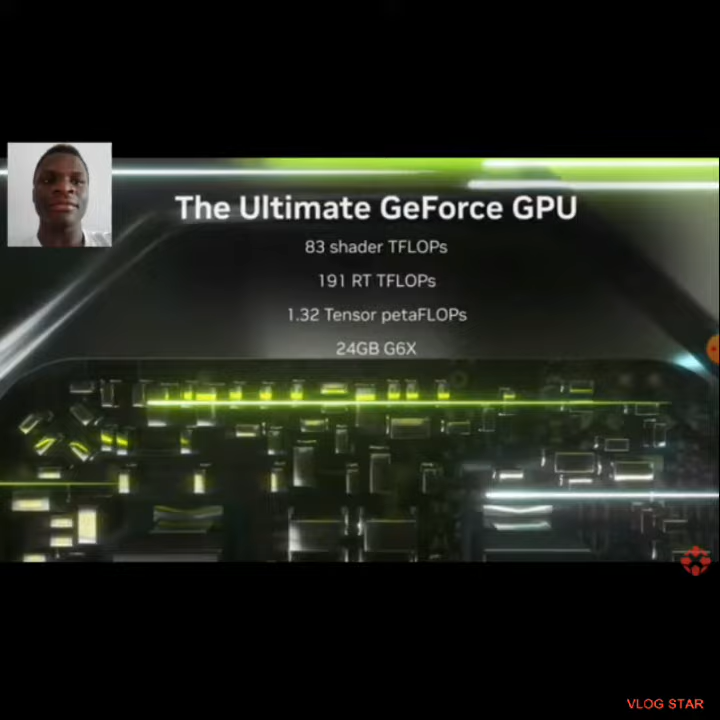 The Ultimate GeForce GPU
83 shader TFLOPs
191 RT TFLOPs
1.32 Tensor petaFLOPs
24GB G6X
VLOG STAR